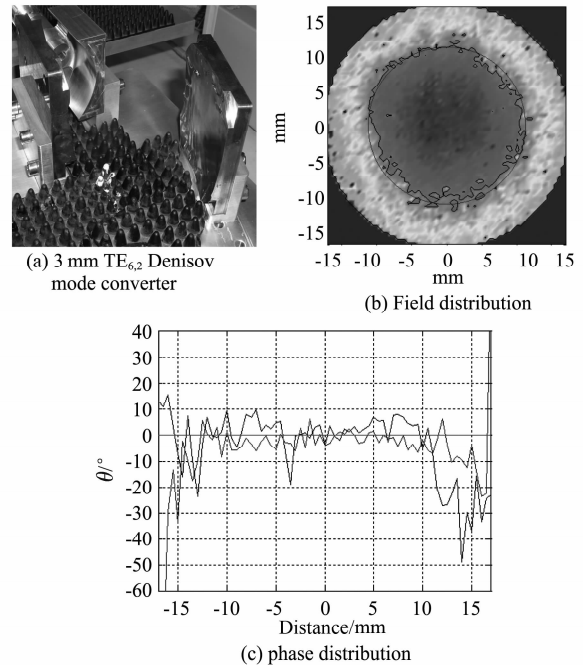 (a) 3 mm TE6,2 Denisov
mode converter
mm
15
10
5
0
-5
-10
-15
-15 -10 -5 0 5 10 15
mm
(b) Field distribution
θ/°
40
30
20
10
0
-10
-20
-30
-40
-50
-60
-15 -10 -5 0 5 10 15
Distance/mm
(c) phase distribution